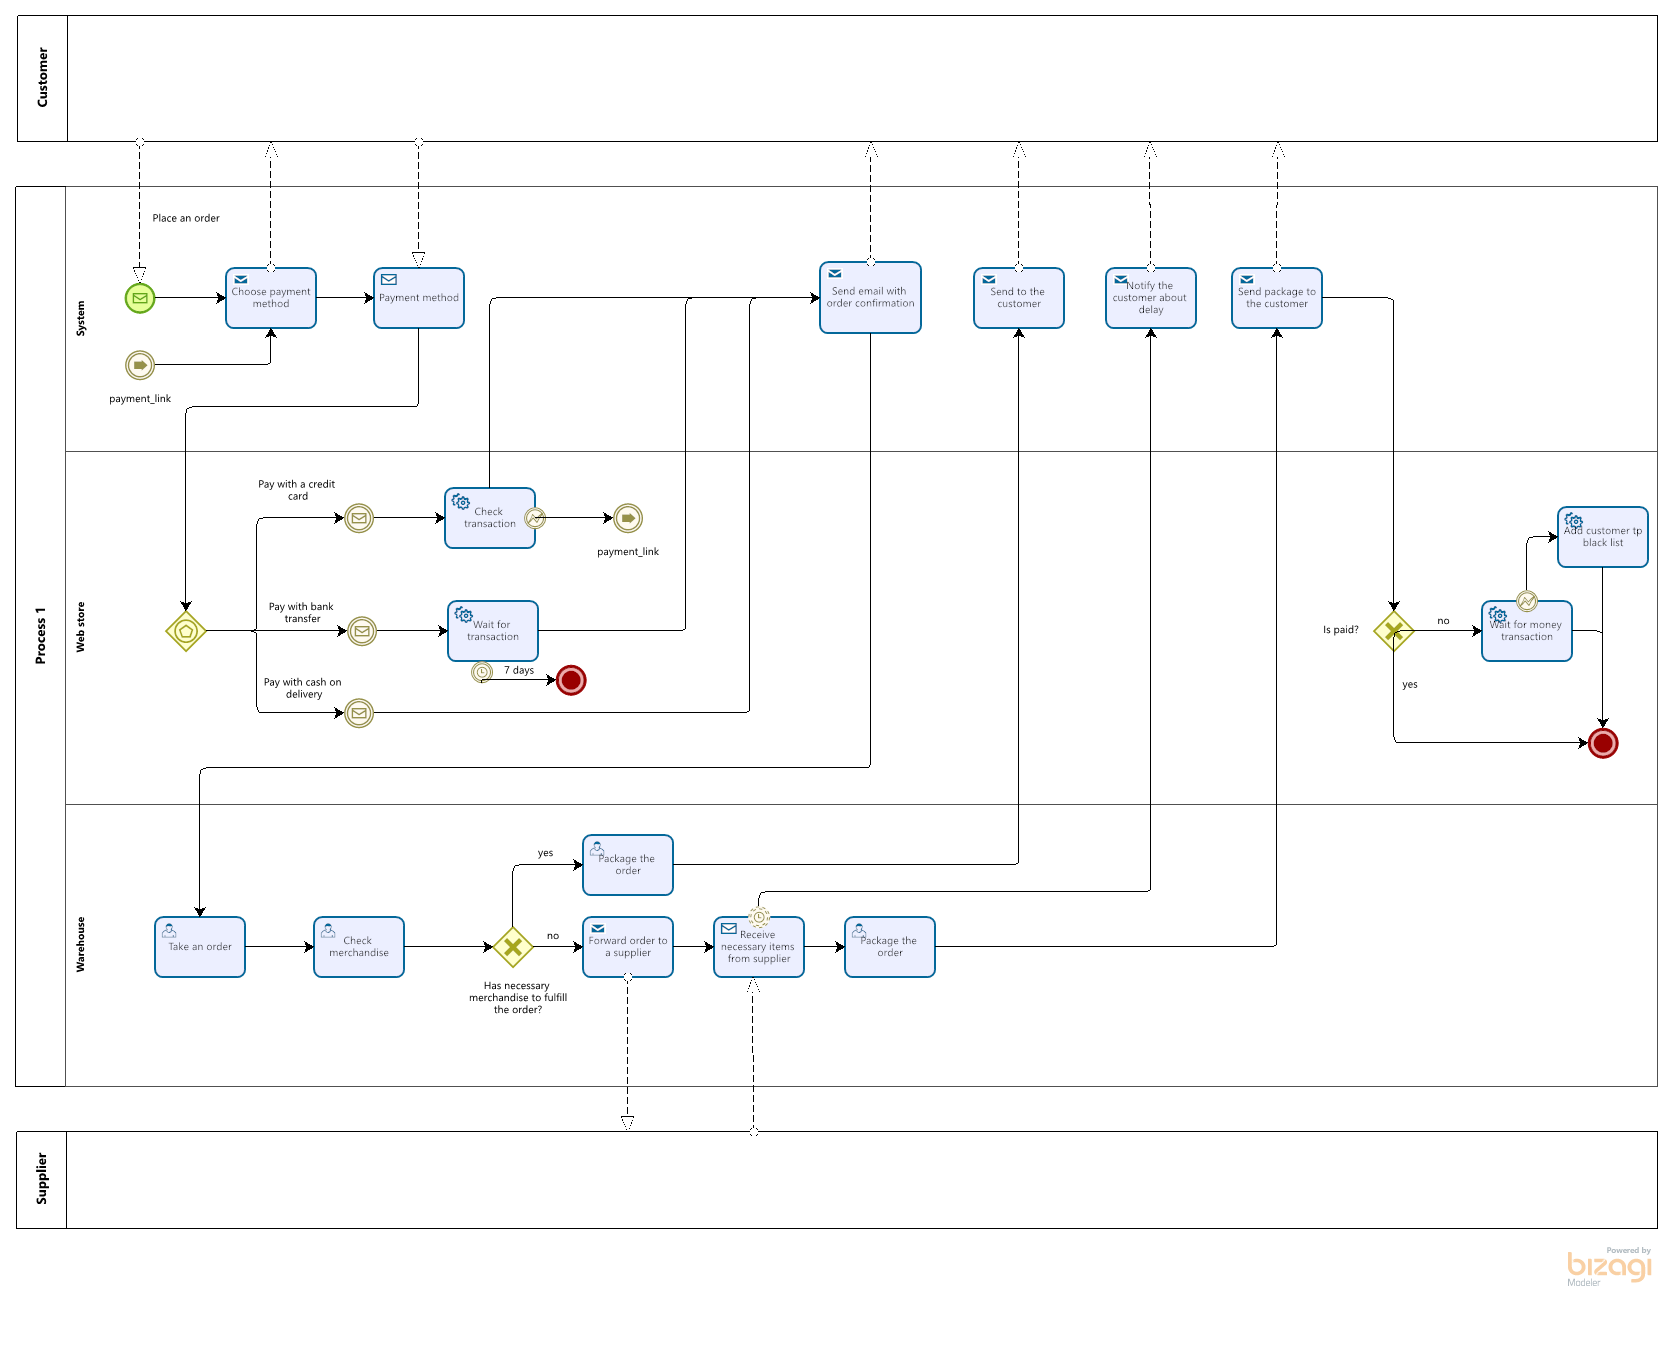 Customer
Process 1
System
Place an order
Choose payment
method
Payment method
payment_link
Send email with
order confirmation
Send to the
customer
Notify the
customer about
delay
Send package to
the customer
Web store
Pay with a credit
card
Check
transaction
payment_link
Pay with bank
transfer
Wait for
transaction
7 days
Pay with cash on
delivery
Is paid?
no
yes
Wait for money
transaction
Add customer tp
black list
Warehouse
Take an order
Check
merchandise
Has necessary
merchandise to fulfill
the order?
yes
no
Package the
order
Forward order to
a supplier
Receive
necessary items
from supplier
Package the
order
Supplier
Powered by
bizagi
Modeler